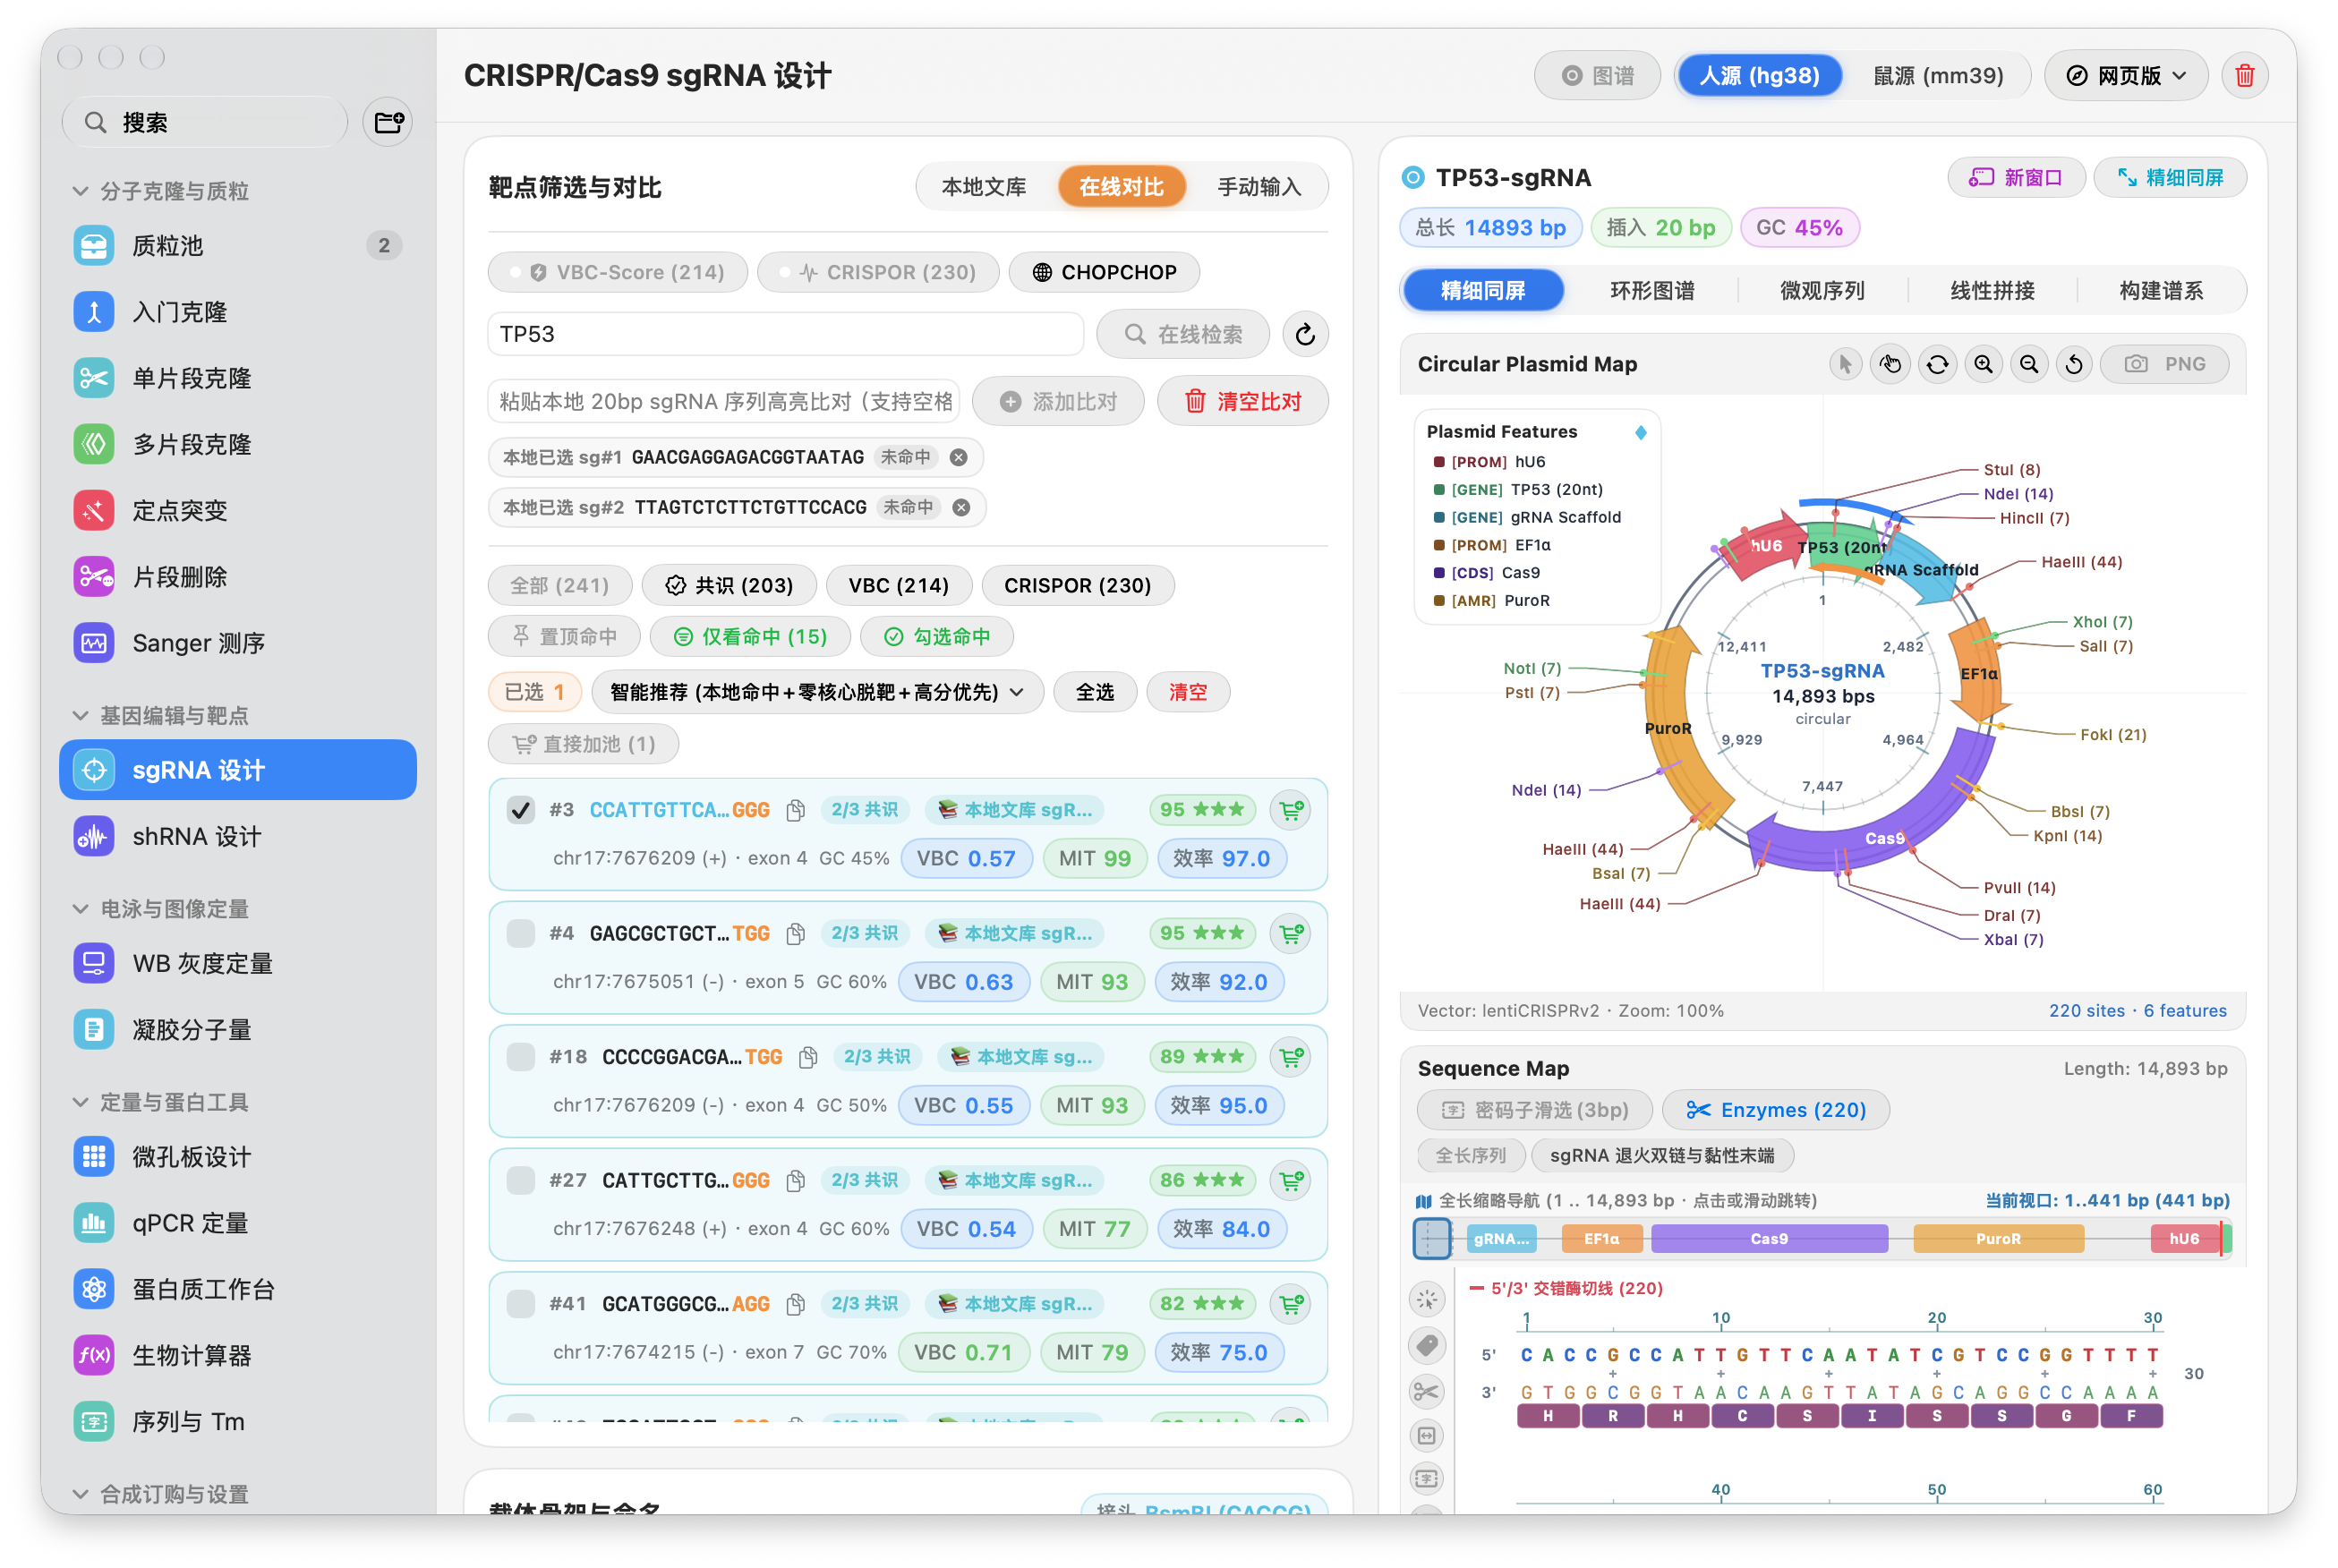 搜索
分子克隆与质粒
质粒池 2
入门克隆
单片段克隆
多片段克隆
定点突变
片段删除
Sanger 测序
基因编辑与靶点
sgRNA 设计
shRNA 设计
电泳与图像定量
WB 灰度定量
凝胶分子量
定量与蛋白工具
微孔板设计
qPCR 定量
蛋白质工作台
f(x) 生物计算器
序列与 Tm
合成订购与设置
CRISPR/Cas9 sgRNA 设计
图谱 人源 (hg38) 鼠源 (mm39) 网页版
靶点筛选与对比 本地文库 在线对比 手动输入
VBC-Score (214) CRISPOR (230) CHOPCHOP
TP53 在线检索
粘贴本地 20bp sgRNA 序列高亮比对（支持空格 添加比对 清空比对
本地已选 sg#1 GAACGAGGAGACGGTAATAG 未命中
本地已选 sg#2 TTAGTCTCTTCTGTTCCACG 未命中
全部 (241) 共识 (203) VBC (214) CRISPOR (230)
置顶命中 仅看命中 (15) 勾选命中
已选 1 智能推荐 (本地命中+零核心脱靶+高分优先) 全选 清空
直接加池 (1)
#3 CCATTGTTCA...GGG 2/3 共识 本地文库 sgR... 95 ★★★
chr17:7676209 (+) · exon 4 GC 45% VBC 0.57 MIT 99 效率 97.0
#4 GAGCGCTGCT...TGG 2/3 共识 本地文库 sgR... 95 ★★★
chr17:7675051 (-) · exon 5 GC 60% VBC 0.63 MIT 93 效率 92.0
#18 CCCCGGACGA...TGG 2/3 共识 本地文库 sg... 89 ★★★
chr17:7676209 (-) · exon 4 GC 50% VBC 0.55 MIT 93 效率 95.0
#27 CATTGCTTG...GGG 2/3 共识 本地文库 sgR... 86 ★★★
chr17:7676248 (+) · exon 4 GC 60% VBC 0.54 MIT 77 效率 84.0
#41 GCATGGGCG...AGG 2/3 共识 本地文库 sgR... 82 ★★★
chr17:7674215 (-) · exon 7 GC 70% VBC 0.71 MIT 79 效率 75.0
载体骨架与命名 接头 BsmBI (CACCG)
TP53-sgRNA 新窗口 精细同屏
总长 14893 bp 插入 20 bp GC 45%
精细同屏 环形图谱 微观序列 线性拼接 构建谱系
Circular Plasmid Map PNG
Plasmid Features
[PROM] hU6
[GENE] TP53 (20nt)
[GENE] gRNA Scaffold
[PROM] EF1α
[CDS] Cas9
[AMR] PuroR
StuI (8)
NdeI (14)
HincII (7)
HaeIII (44)
XhoI (7)
SalI (7)
FokI (21)
BbsI (7)
KpnI (14)
PvuII (14)
DraI (7)
XbaI (7)
HaeIII (44)
BsaI (7)
HaeIII (44)
NdeI (14)
PstI (7)
NotI (7)
hU6
TP53 (20nt
gRNA Scaffold
EF1α
Cas9
PuroR
1
2,482
4,964
7,447
9,929
12,411
TP53-sgRNA
14,893 bps
circular
Vector: lentiCRISPRv2 · Zoom: 100% 220 sites · 6 features
Sequence Map Length: 14,893 bp
密码子滑选 (3bp) Enzymes (220)
全长序列 sgRNA 退火双链与黏性末端
全长缩略导航 (1 .. 14,893 bp · 点击或滑动跳转) 当前视口: 1..441 bp (441 bp)
gRNA... EF1α Cas9 PuroR hU6
5'/3' 交错酶切线 (220)
1 10 20 30
5' C A C C G C C A T T G T T C A A T A T C G T C C G G T T T T
30
3' G T G G C G G T A A C A A G T T A T A G C A G G C C A A A A
H R H C S I S S G F
40 50 60